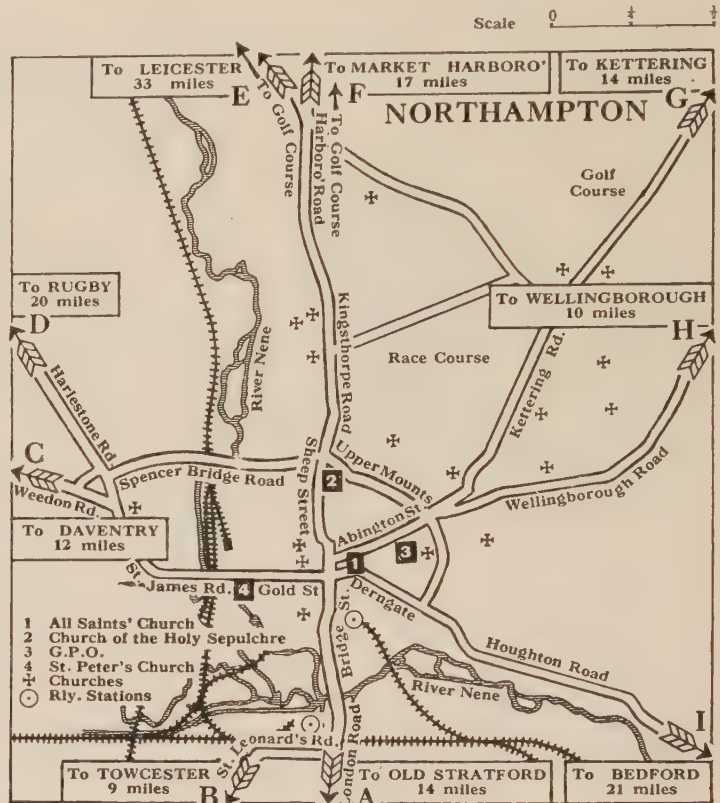 Scale 0 ¼ ½
To LEICESTER
33 miles
E
To MARKET HARBORO'
17 miles
F
To KETTERING
14 miles
G
NORTHAMPTON
To Golf Course
Harboro' Road
To Golf Course
Golf
Course
To RUGBY
20 miles
D
River Nene
Kingsthorpe Road
To WELLINGBOROUGH
10 miles
H
Race Course
Kettering Rd.
Harlestone Rd
C
Weedon Rd.
Spencer Bridge Road
Sheep Street
Upper Mounts
2
Wellingborough Road
Abington St
To DAVENTRY
12 miles
3
1
St. James Rd.
4
Gold St
Derngate
Bridge St.
1 All Saints' Church
2 Church of the Holy Sepulchre
3 G.P.O.
4 St. Peter's Church
Churches
Rly. Stations
Houghton Road
River Nene
I
St. Leonard's Rd.
London Road
To TOWCESTER
9 miles
B
A
To OLD STRATFORD
14 miles
To BEDFORD
21 miles